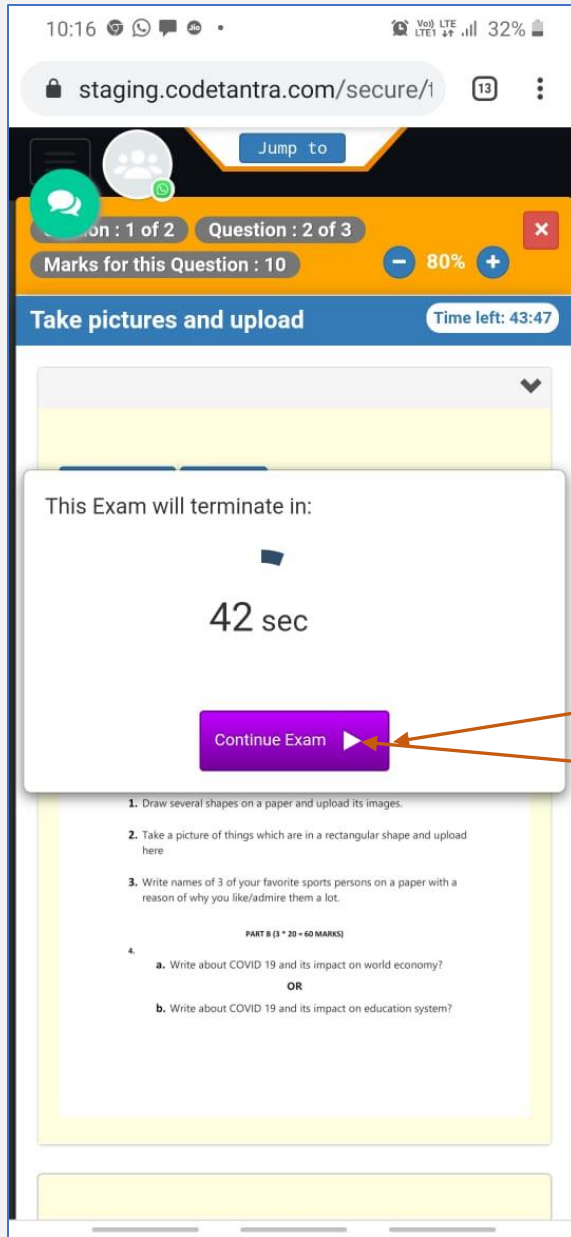 10:16 32%
staging.codetantra.com/secure/
13
Jump to
on : 1 of 2 Question : 2 of 3
Marks for this Question : 10 80%
Take pictures and upload Time left: 43:47
This Exam will terminate in:
42 sec
Continue Exam
1. Draw several shapes on a paper and upload its images.
2. Take a picture of things which are in a rectangular shape and upload
here
3. Write names of 3 of your favorite sports persons on a paper with a
reason of why you like/admire them a lot.
PART B (3 * 20 = 60 MARKS)
4.
a. Write about COVID 19 and its impact on world economy?
OR
b. Write about COVID 19 and its impact on education system?